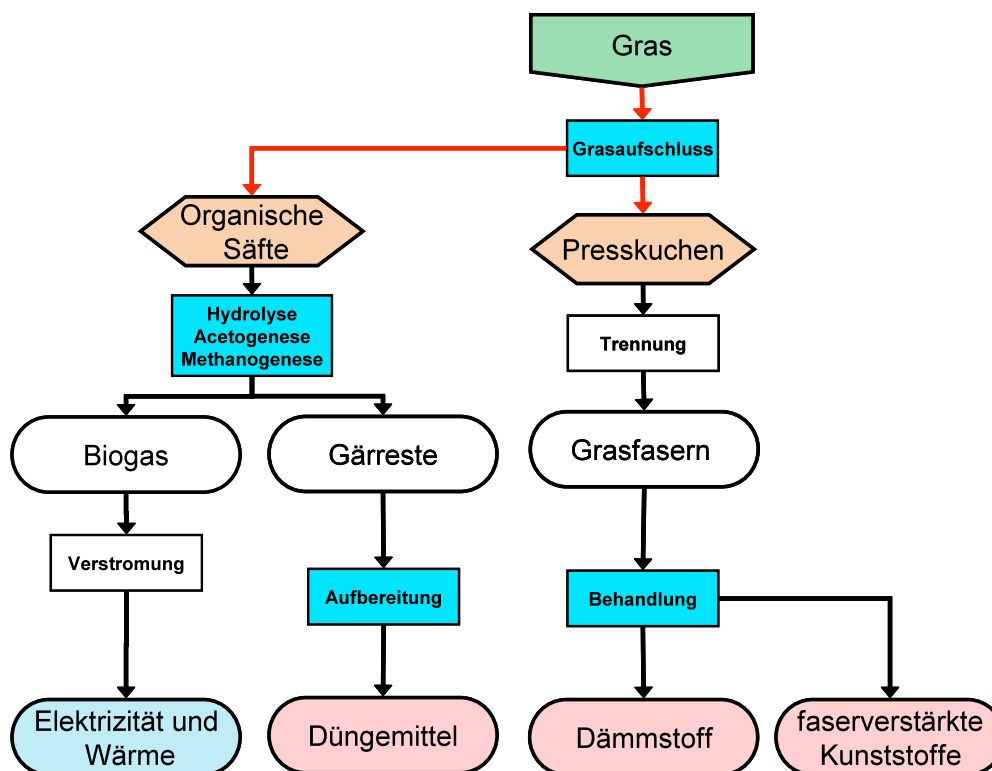 Gras
Grasaufschluss
Organische
Säfte
Presskuchen
Hydrolyse
Acetogenese
Methanogenese
Trennung
Biogas
Gärreste
Grasfasern
Verstromung
Aufbereitung
Behandlung
Elektrizität und
Wärme
Düngemittel
Dämmstoff
faserverstärkte
Kunststoffe